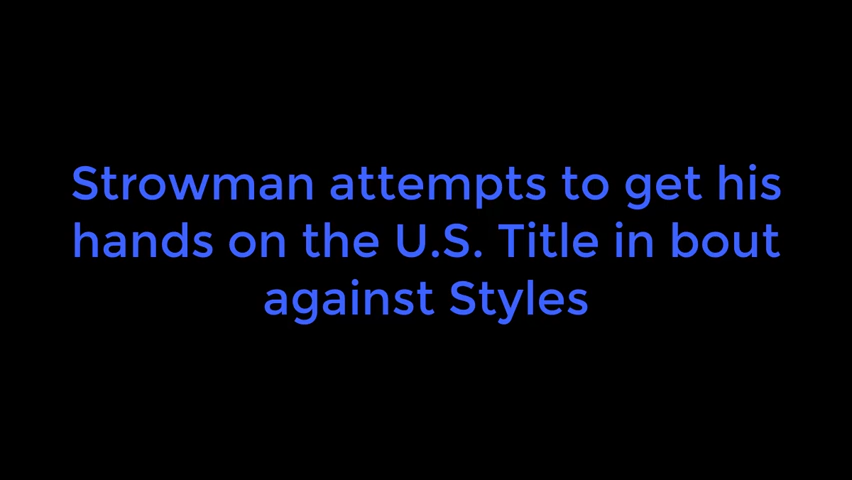 Strowman attempts to get his
hands on the U.S. Title in bout
against Styles